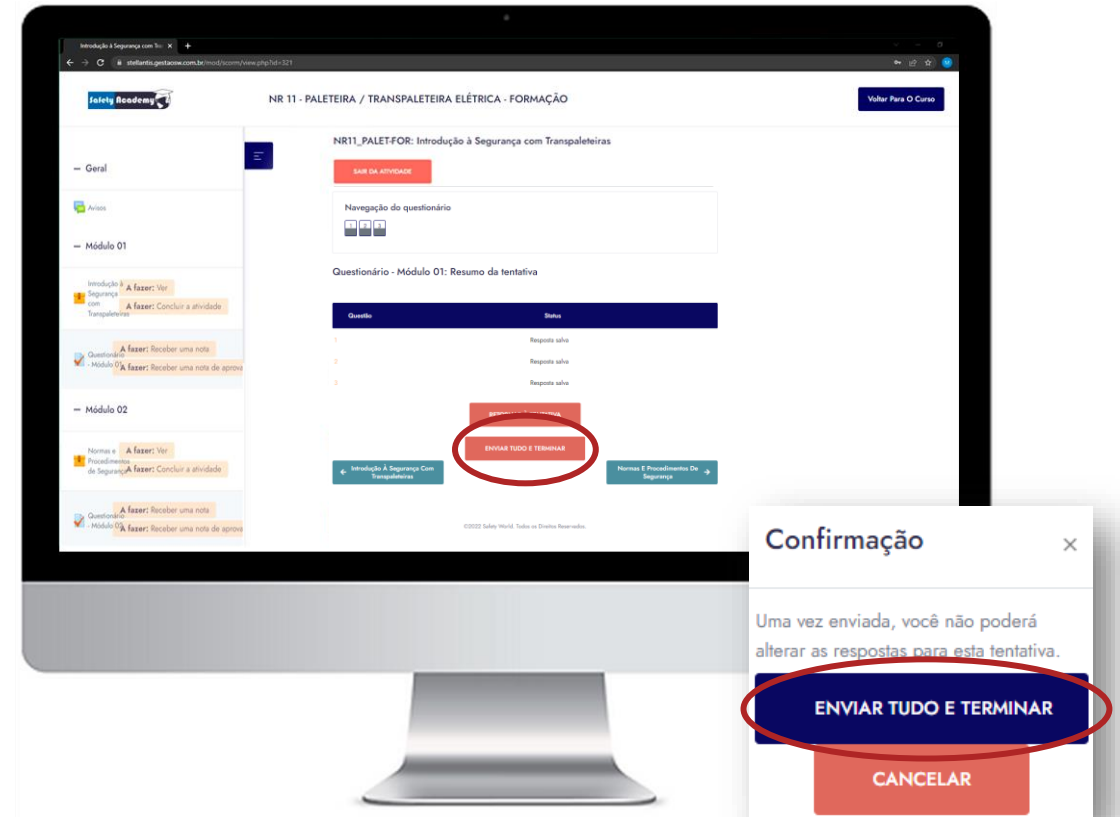 Introdução à Segurança com Tra
stellantis.gestaosw.com.br/mod/scorm/view.php?id=321
Safety Academy
NR 11 - PALETEIRA / TRANSPALETEIRA ELÉTRICA - FORMAÇÃO
Voltar Para O Curso
Geral
Avisos
Módulo 01
Introdução à
Segurança
com
Transpaleteiras
A fazer: Ver
A fazer: Concluir a atividade
Questionário
- Módulo 01
A fazer: Receber uma nota
A fazer: Receber uma nota de aprova
Módulo 02
Normas e
Procedimentos
de Segurança
A fazer: Ver
A fazer: Concluir a atividade
Questionário
- Módulo 02
A fazer: Receber uma nota
A fazer: Receber uma nota de aprova
NR11_PALET-FOR: Introdução à Segurança com Transpaleteiras
SAIR DA ATIVIDADE
Navegação do questionário
1 2 3
Questionário - Módulo 01: Resumo da tentativa
Questão Status
1 Resposta salva
2 Resposta salva
3 Resposta salva
ENVIAR TUDO E TERMINAR
Introdução À Segurança Com
Transpaleteiras
Normas E Procedimentos De
Segurança
©2022 Safety World. Todos os Direitos Reservados.
Confirmação
Uma vez enviada, você não poderá
alterar as respostas para esta tentativa.
ENVIAR TUDO E TERMINAR
CANCELAR